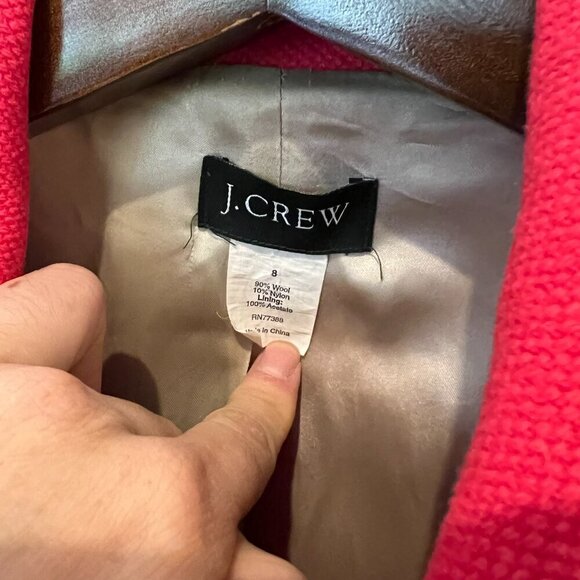 J.CREW
8
90% Wool
10% Nylon
Lining:
100% Acetate
RN77388
in China